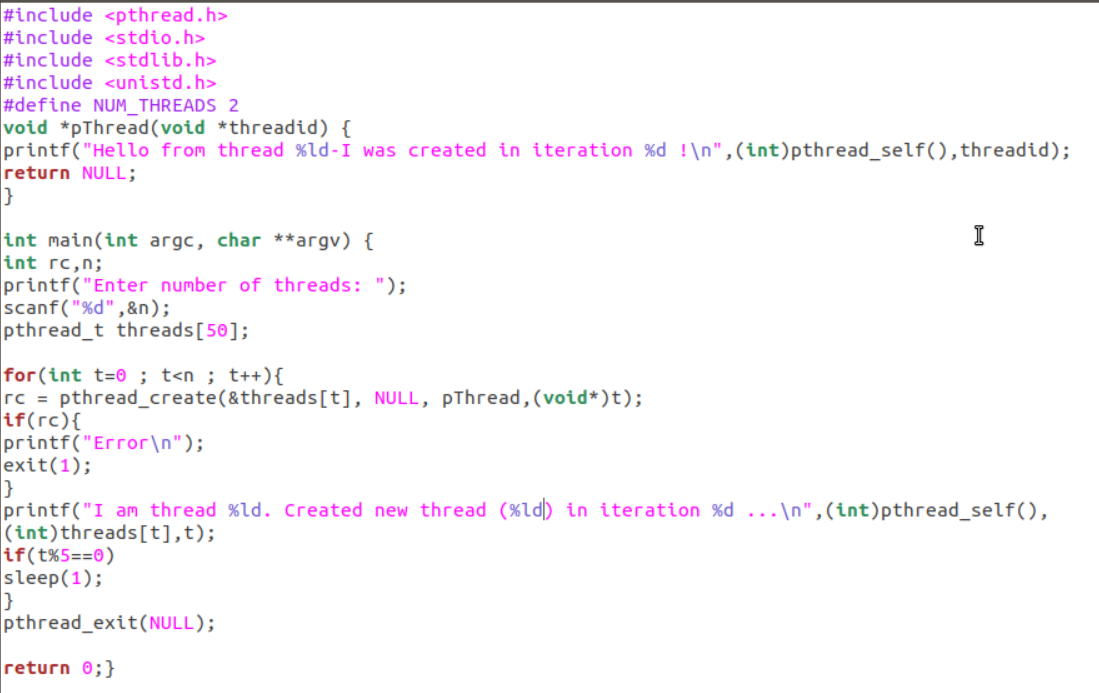 #include <pthread.h>
#include <stdio.h>
#include <stdlib.h>
#include <unistd.h>
#define NUM_THREADS 2
void *pThread(void *threadid) {
printf("Hello from thread %ld-I was created in iteration %d !\n",(int)pthread_self(),threadid);
return NULL;
}
int main(int argc, char **argv) {
int rc,n;
printf("Enter number of threads: ");
scanf("%d",&n);
pthread_t threads[50];
for(int t=0 ; t<n ; t++){
rc = pthread_create(&threads[t], NULL, pThread,(void*)t);
if(rc){
printf("Error\n");
exit(1);
}
printf("I am thread %ld. Created new thread (%ld) in iteration %d ...\n",(int)pthread_self(),
(int)threads[t],t);
if(t%5==0)
sleep(1);
}
pthread_exit(NULL);
return 0;}